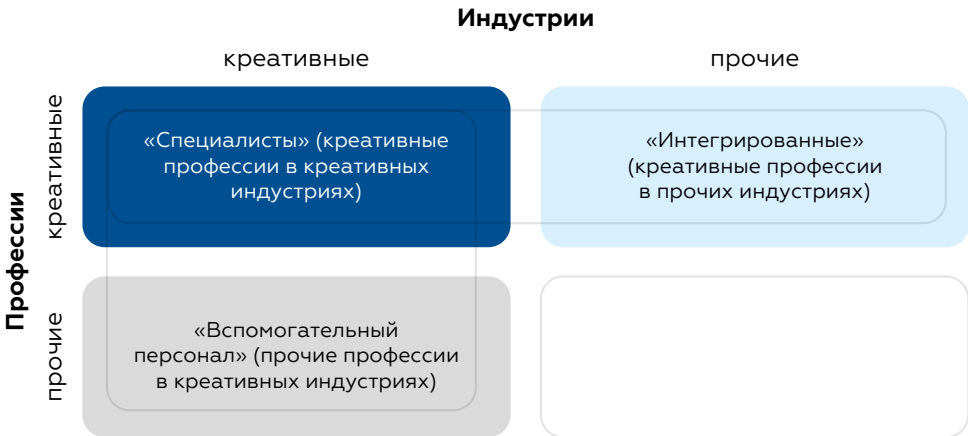 Индустрии
креативные
прочие
Профессии
креативные
«Специалисты» (креативные
профессии в креативных
индустриях)
«Интегрированные»
(креативные профессии
в прочих индустриях)
прочие
«Вспомогательный
персонал» (прочие профессии
в креативных индустриях)